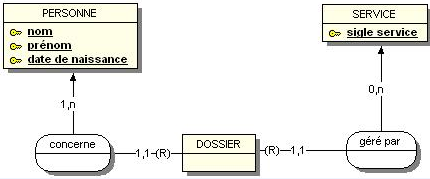 PERSONNE
nom
prénom
date de naissance
SERVICE
sigle service
1,n
0,n
concerne
1,1-(R)
DOSSIER
(R)-1,1
géré par